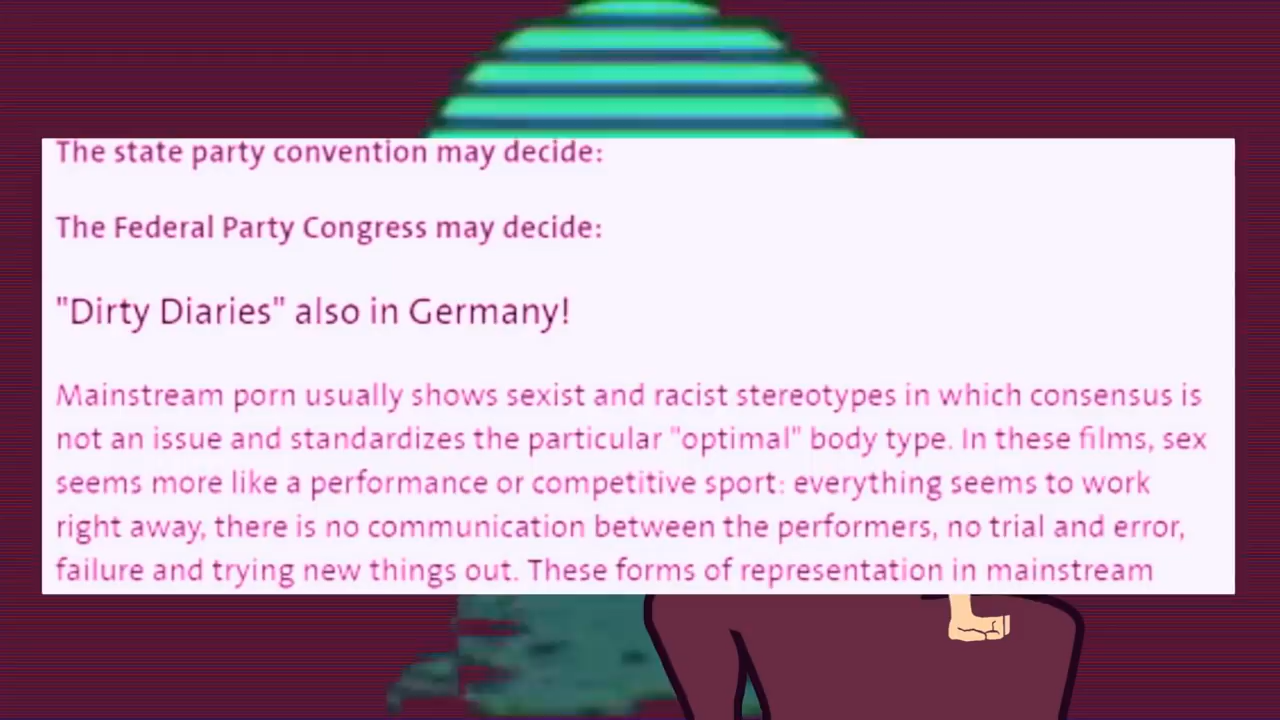 The state party convention may decide:
The Federal Party Congress may decide:
"Dirty Diaries" also in Germany!
Mainstream porn usually shows sexist and racist stereotypes in which consensus is
not an issue and standardizes the particular "optimal" body type. In these films, sex
seems more like a performance or competitive sport: everything seems to work
right away, there is no communication between the performers, no trial and error,
failure and trying new things out. These forms of representation in mainstream